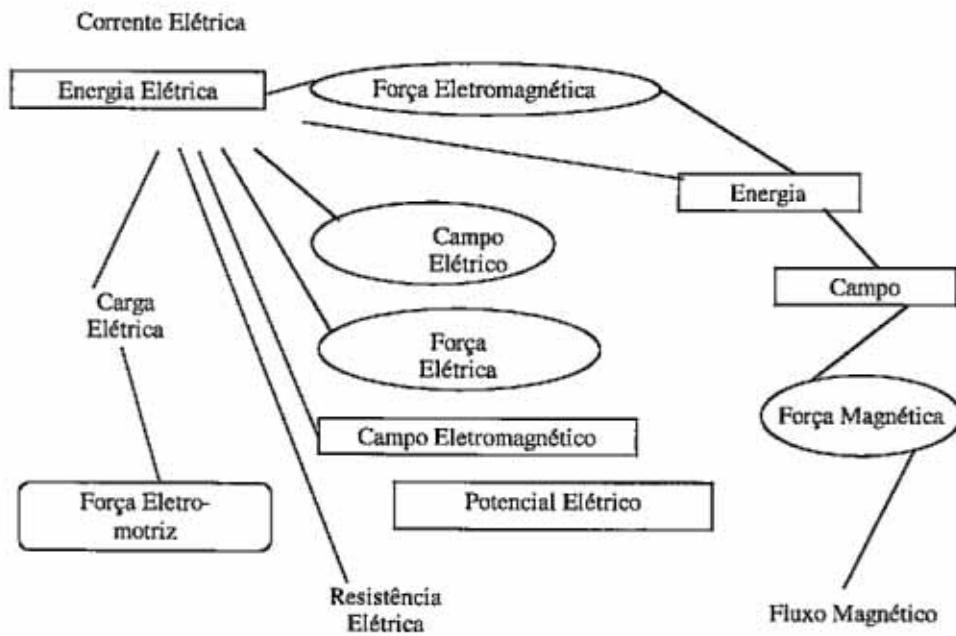 Corrente Elétrica
Energia Elétrica
Força Eletromagnética
Energia
Campo
Elétrico
Campo
Carga
Elétrica
Força
Elétrica
Força Magnética
Campo Eletromagnético
Força Eletro-
motriz
Potencial Elétrico
Resistência
Elétrica
Fluxo Magnético